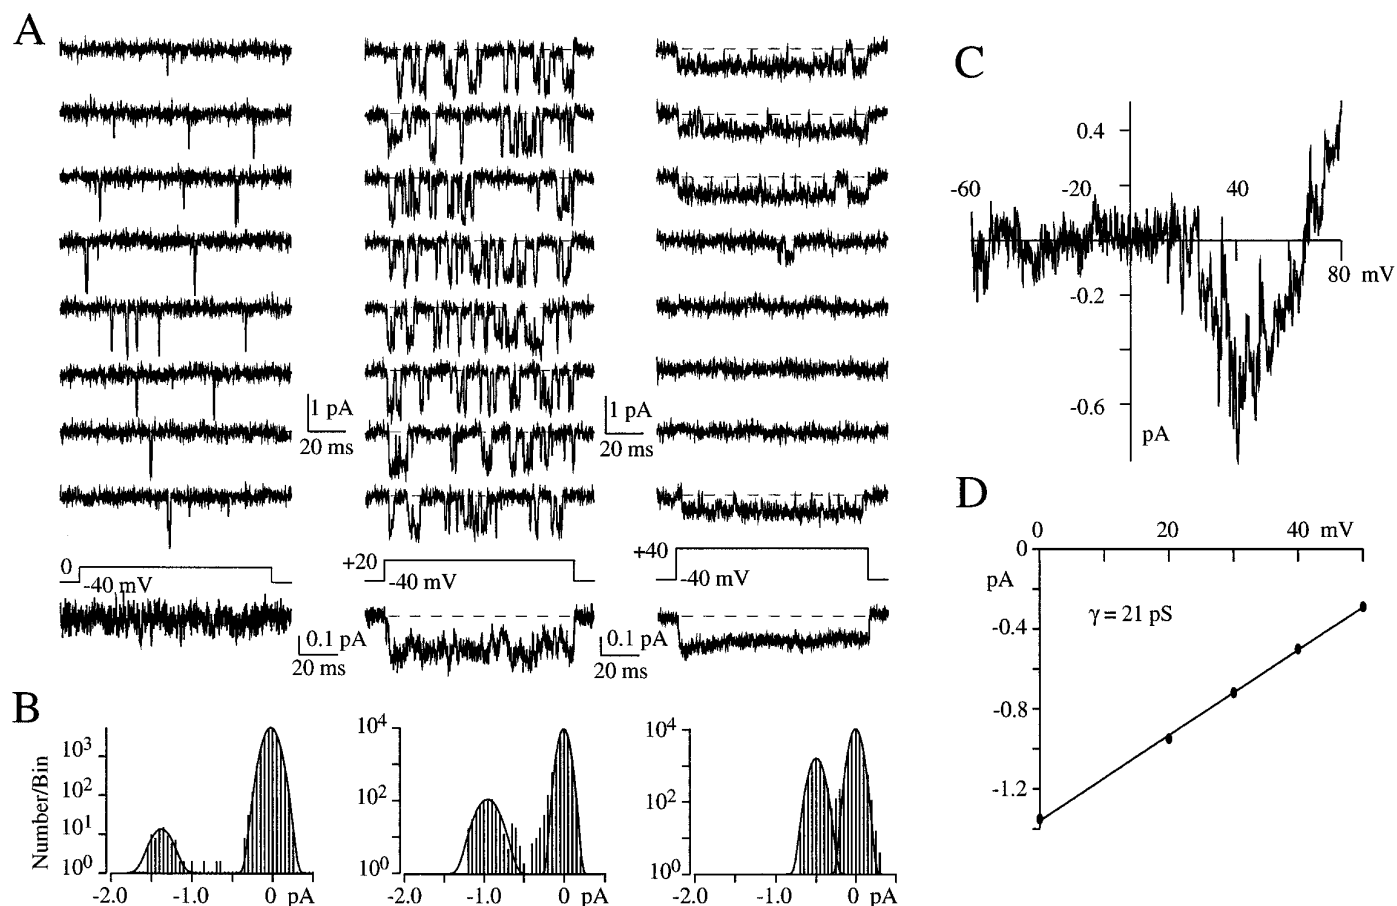 A
1 pA
20 ms
1 pA
20 ms
0
-40 mV
+20
-40 mV
+40
-40 mV
0.1 pA
20 ms
0.1 pA
20 ms
B
Number/Bin
10³
10²
10¹
10⁰
-2.0
-1.0
0
pA
10⁴
10²
10⁰
-2.0
-1.0
0
pA
10⁴
10²
10⁰
-2.0
-1.0
0
pA
C
0.4
-60
-20
40
80 mV
-0.2
-0.6
pA
D
0
20
40 mV
0
pA
γ = 21 pS
-0.4
-0.8
-1.2